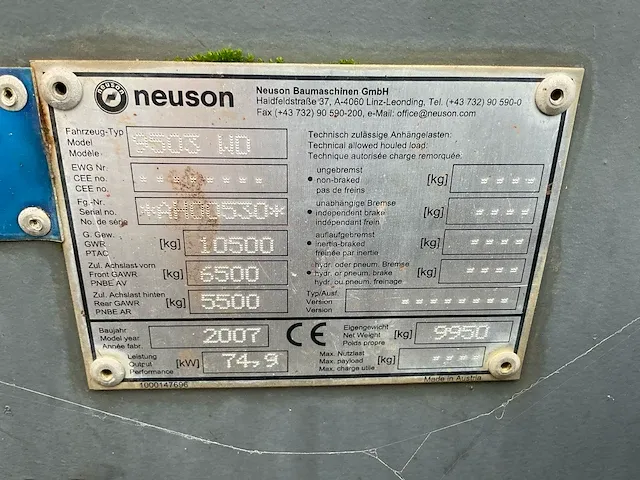 neuson neuson
Neuson Baumaschinen GmbH
Haidfeldstraße 37, A-4060 Linz-Leonding, Tel. (+43 732) 90 590-0
Fax (+43 732) 90 590-200, e-Mail: office@neuson.com
Fahrzeug-Typ
Model
Modèle
9503 WD
EWG Nr.
CEE no.
CEE no.
* * * * * * * *
Fg.-Nr.
Serial no.
No. de série
*AH00530*
G. Gew.
GWR
PTAC
[kg] 10500
Zul. Achslast vorn
Front GAWR
PNBE AV
[kg] 6500
Zul. Achslast hinten
Rear GAWR
PNBE AR
[kg] 5500
Technisch zulässige Anhängelasten:
Technical allowed houled load:
Technique autorisée charge remorquée:
ungebremst
• non-braked
pas de freins
[kg] ****
unabhängige Bremse
• independent brake
indépendant frein
[kg] ****
auflaufgebremst
• inertia-braked
freinée par inertie
[kg] ****
hydr. oder pneum. Bremse
• hydr. or pneum. brake
hydr. ou pneum. freinage
[kg] ****
Typ/Ausf.
Version
Version
********
Baujahr
Model year
Année fabr.
2007
CE
Eigengewicht
Net Weight
Poids propre
[kg] 9950
Leistung
Output
Performance
[kW] 74,9
Max. Nutzlast
Max. payload
Max. charge utile
[kg] ****
1000147696
Made in Austria